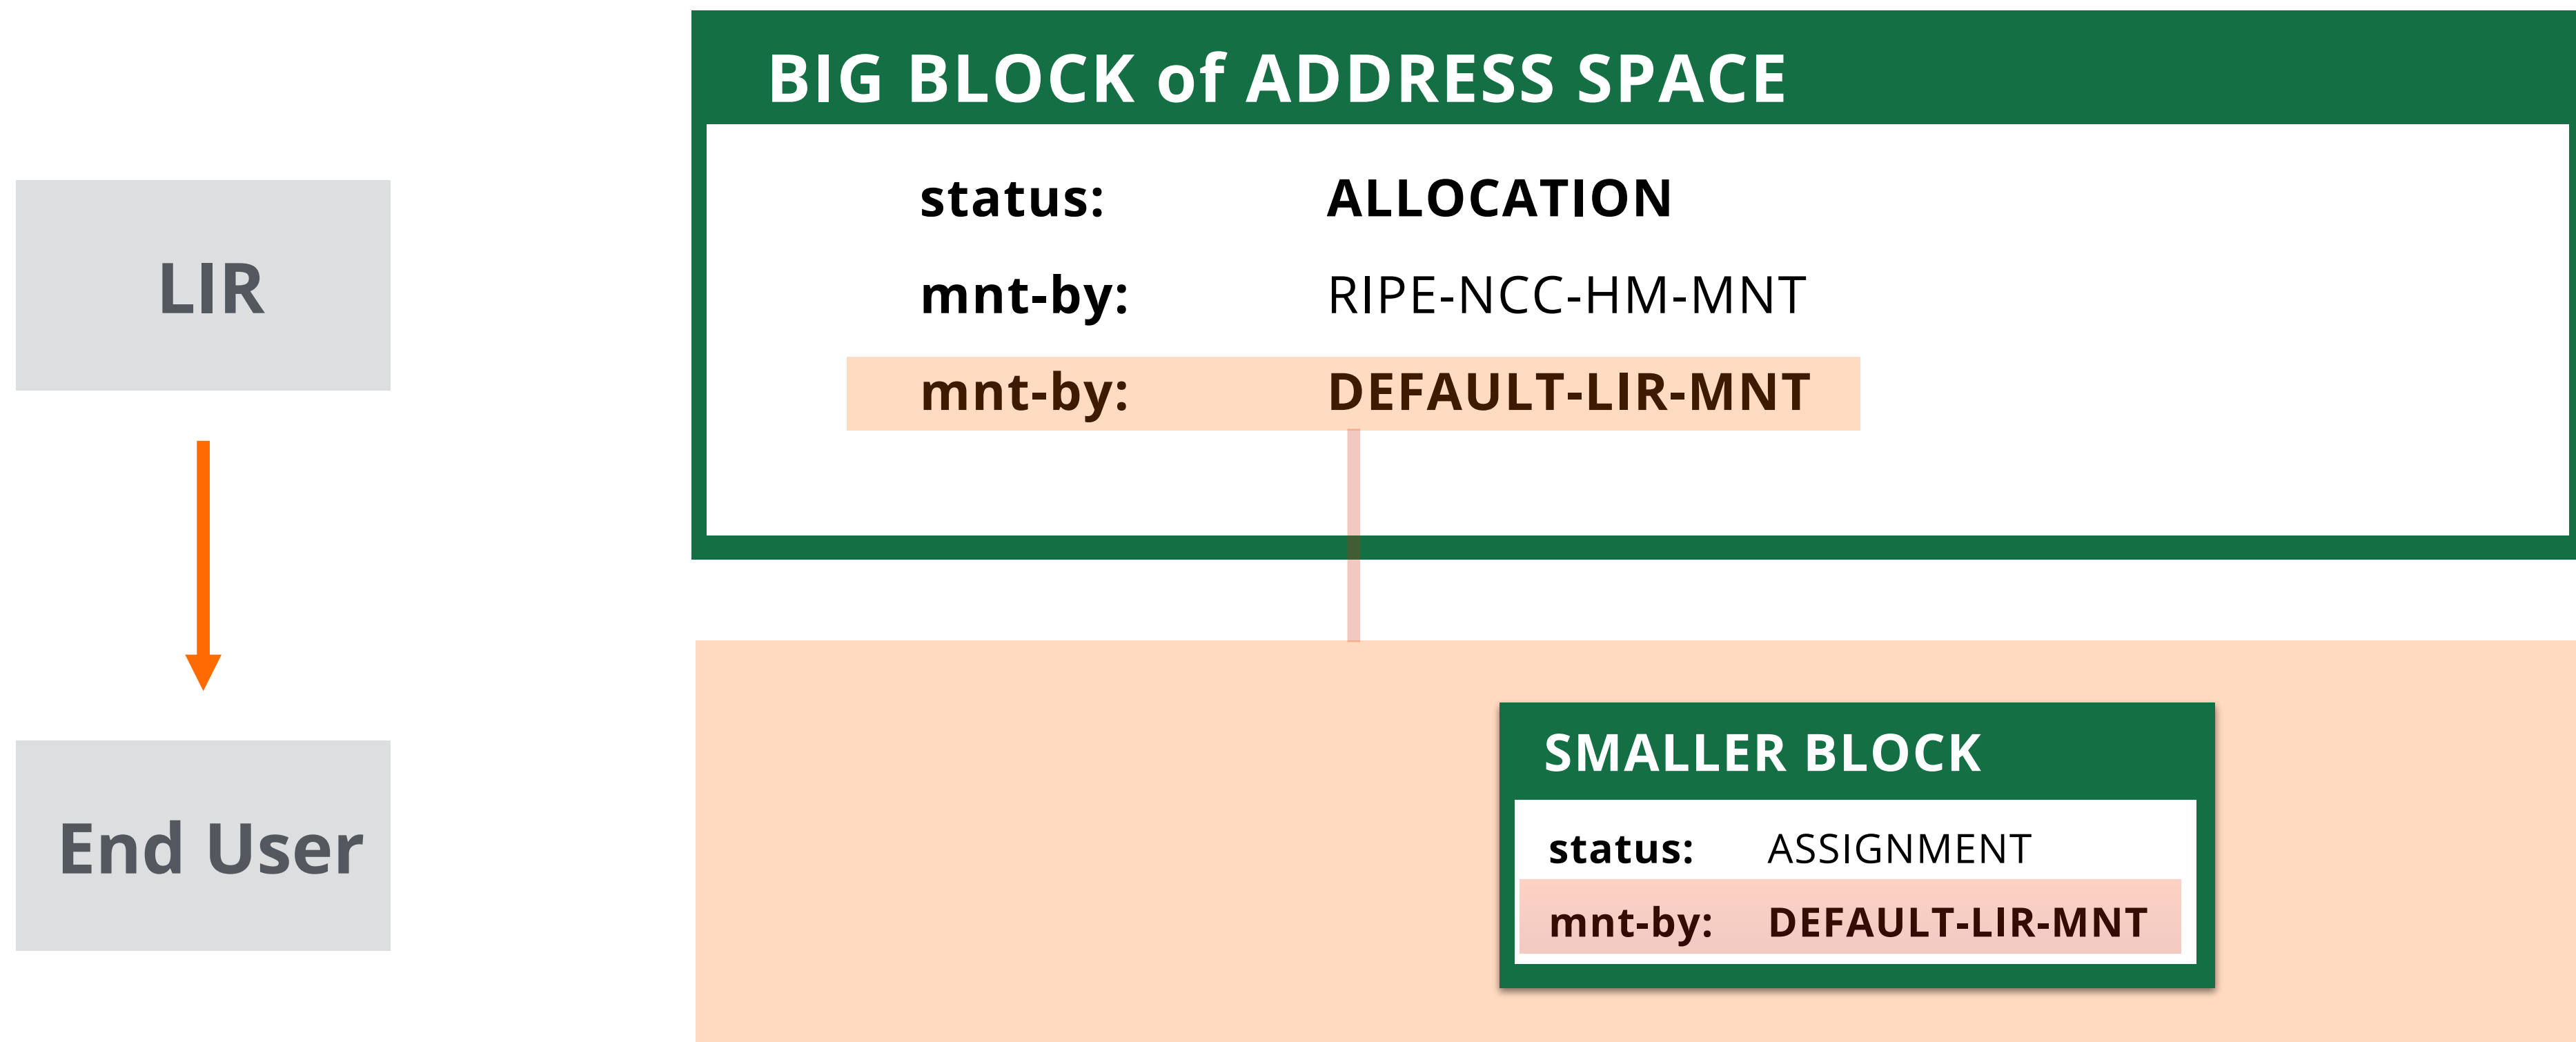 BIG BLOCK of ADDRESS SPACE
LIR
status: ALLOCATION
mnt-by: RIPE-NCC-HM-MNT
mnt-by: DEFAULT-LIR-MNT
End User
SMALLER BLOCK
status: ASSIGNMENT
mnt-by: DEFAULT-LIR-MNT